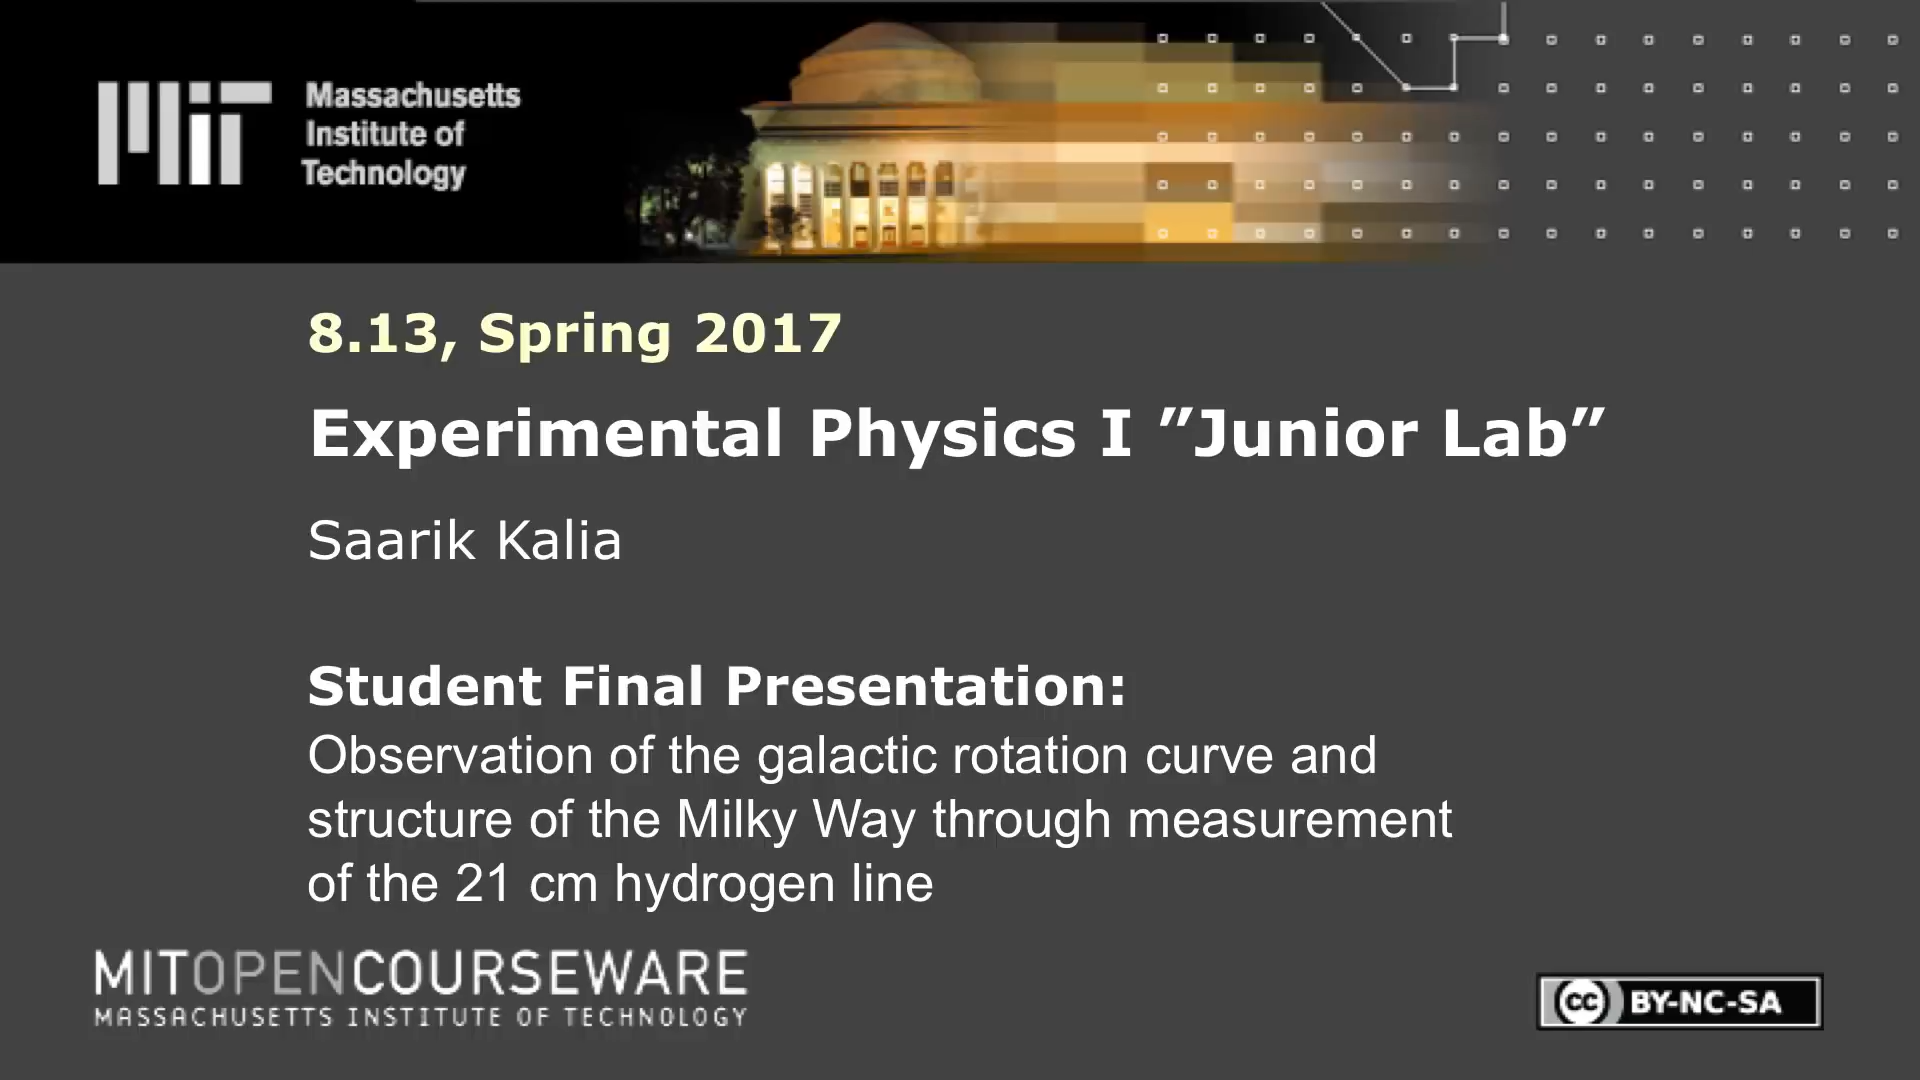 MIT
Massachusetts
Institute of
Technology
8.13, Spring 2017
Experimental Physics I ”Junior Lab”
Saarik Kalia
Student Final Presentation:
Observation of the galactic rotation curve and
structure of the Milky Way through measurement
of the 21 cm hydrogen line
MITOPENCOURSEWARE
MASSACHUSETTS INSTITUTE OF TECHNOLOGY
cc BY-NC-SA